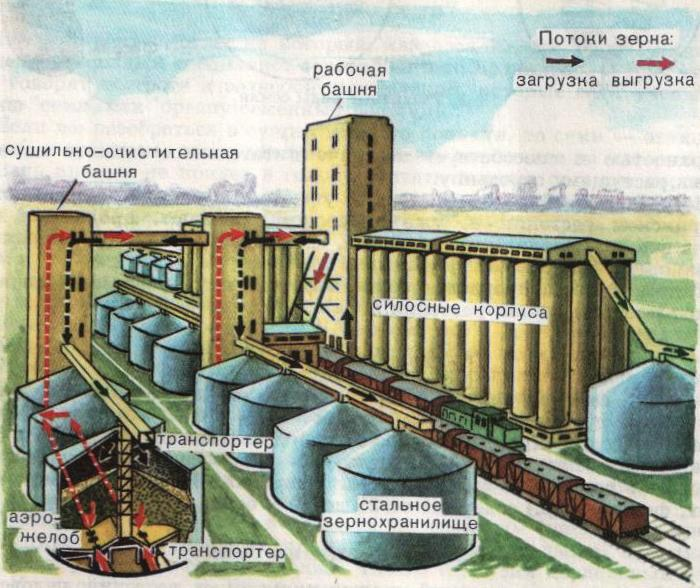 Потоки зерна:
загрузка выгрузка
рабочая
башня
сушильно-очистительная
башня
силосные корпуса
транспортер
стальное
зернохранилище
аэро-
желоб
транспортер